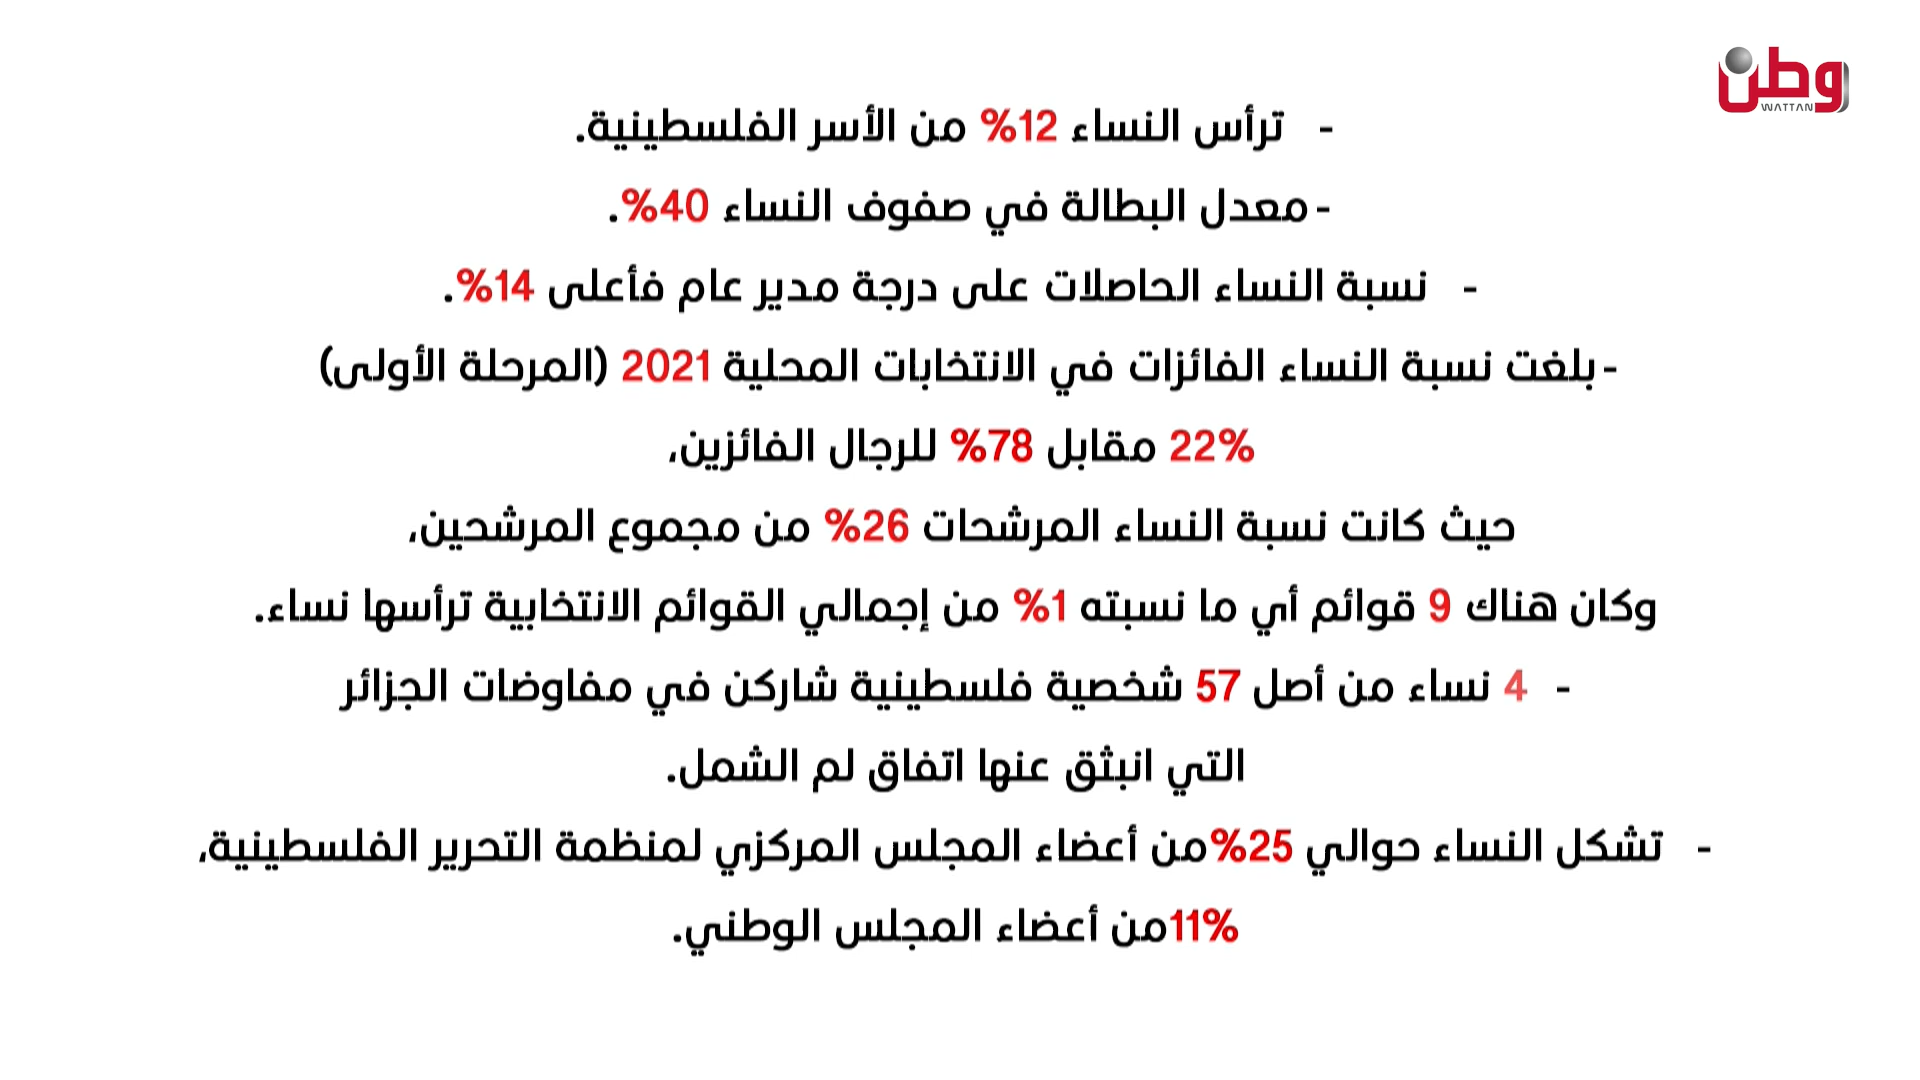 وطن
WATTAN
- ترأس النساء 12% من الأسر الفلسطينية.
- معدل البطالة في صفوف النساء 40%.
- نسبة النساء الحاصلات على درجة مدير عام فأعلى 14%.
- بلغت نسبة النساء الفائزات في الانتخابات المحلية 2021 (المرحلة الأولى)
22% مقابل 78% للرجال الفائزين،
حيث كانت نسبة النساء المرشحات 26% من مجموع المرشحين،
وكان هناك 9 قوائم أي ما نسبته 1% من إجمالي القوائم الانتخابية ترأسها نساء.
- 4 نساء من أصل 57 شخصية فلسطينية شاركن في مفاوضات الجزائر
التي انبثق عنها اتفاق لم الشمل.
- تشكل النساء حوالي 25%من أعضاء المجلس المركزي لمنظمة التحرير الفلسطينية،
11%من أعضاء المجلس الوطني.